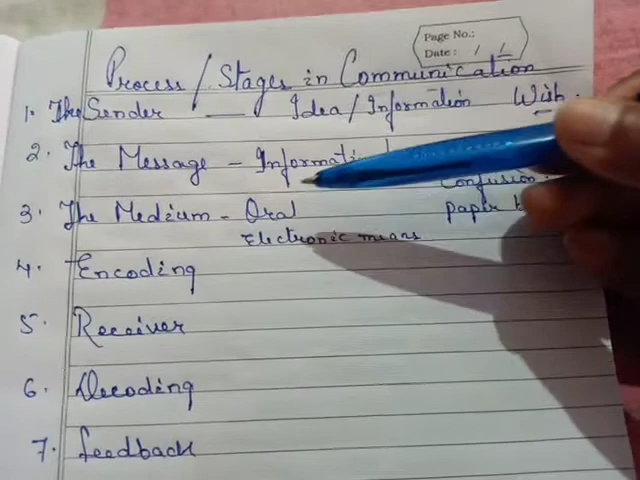 Page No.:
Date : / /
Process / Stages in Communication
1. The Sender — Idea / Information Wish.
2. The Message - Information
Confusion.
3. The Medium - Oral paper
Electronic means
4. Encoding
5. Receiver
6. Decoding
7. feedback